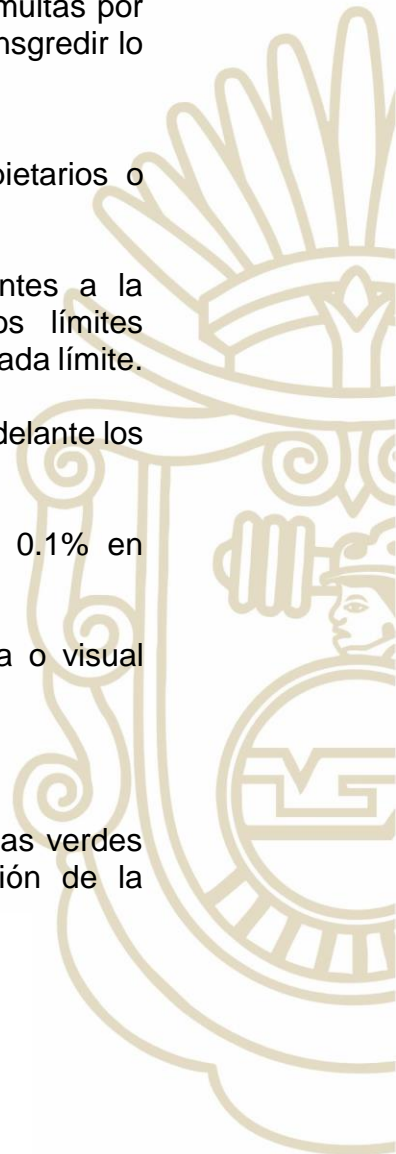 multas por
nsgredir lo
pietarios o
ntes a la
os límites
ada límite.
delante los
0.1% en
a o visual
as verdes
ión de la